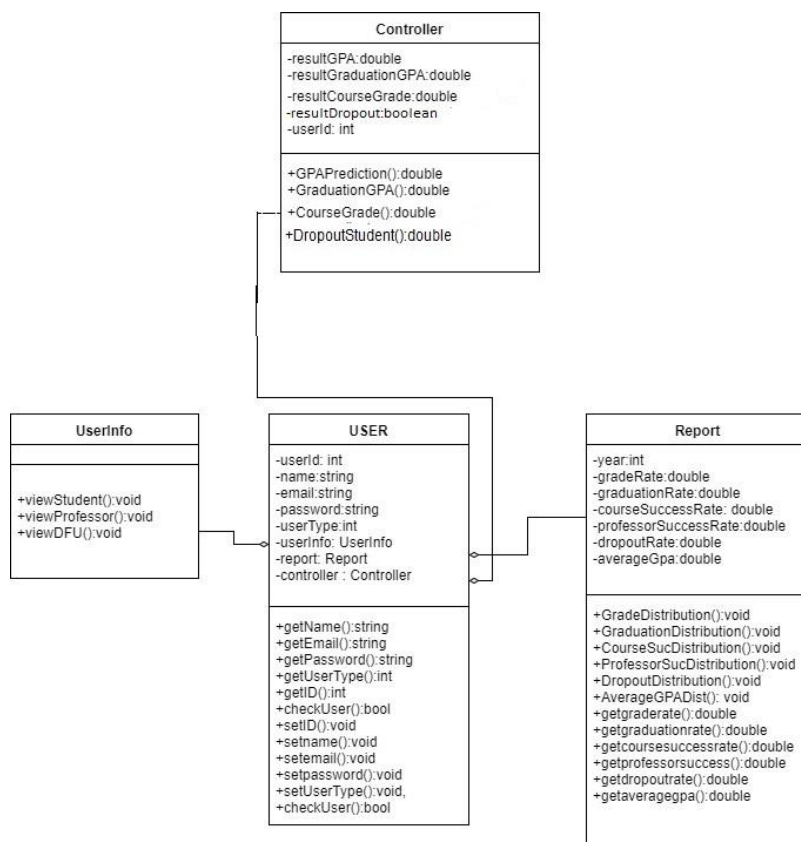 Controller
-resultGPA:double
-resultGraduationGPA:double
-resultCourseGrade:double
-resultDropout:boolean
-userId: int
+GPAPrediction():double
+GraduationGPA():double
+CourseGrade():double
+DropoutStudent():double
UserInfo
+viewStudent():void
+viewProfessor():void
+viewDFU():void
USER
-userId: int
-name:string
-email:string
-password:string
-userType:int
-userInfo: UserInfo
-report: Report
-controller : Controller
+getName():string
+getEmail():string
+getPassword():string
+getUserType():int
+getID():int
+checkUser():bool
+setID():void
+setname():void
+setemail():void
+setpassword():void
+setUserType():void,
+checkUser():bool
Report
-year:int
-gradeRate:double
-graduationRate:double
-courseSuccessRate: double
-professorSuccessRate:double
-dropoutRate:double
-averageGpa:double
+GradeDistribution():void
+GraduationDistribution():void
+CourseSucDistribution():void
+ProfessorSucDistribution():void
+DropoutDistribution():void
+AverageGPADist(): void
+getgraderate():double
+getgraduationrate():double
+getcoursesuccessrate():double
+getprofessorsuccess():double
+getdropoutrate():double
+getaveragegpa():double